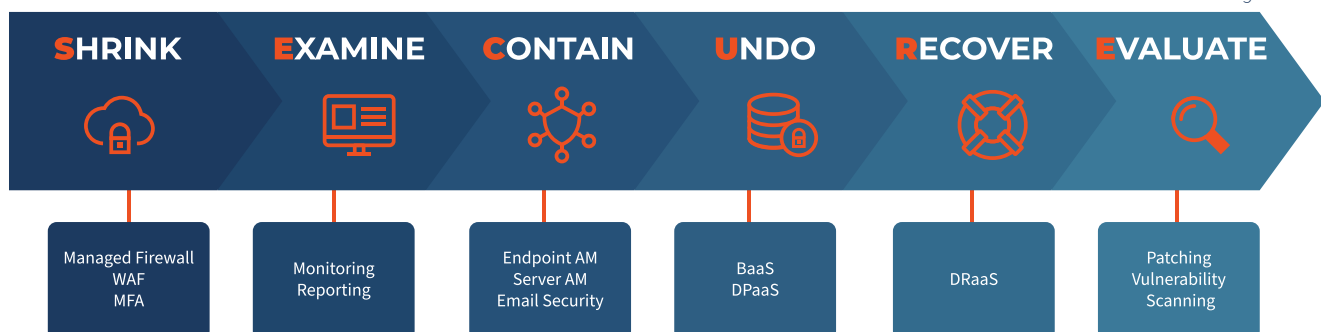 SHRINK
EXAMINE
CONTAIN
UNDO
RECOVER
EVALUATE
Managed Firewall
WAF
MFA
Monitoring
Reporting
Endpoint AM
Server AM
Email Security
BaaS
DPaaS
DRaaS
Patching
Vulnerability
Scanning